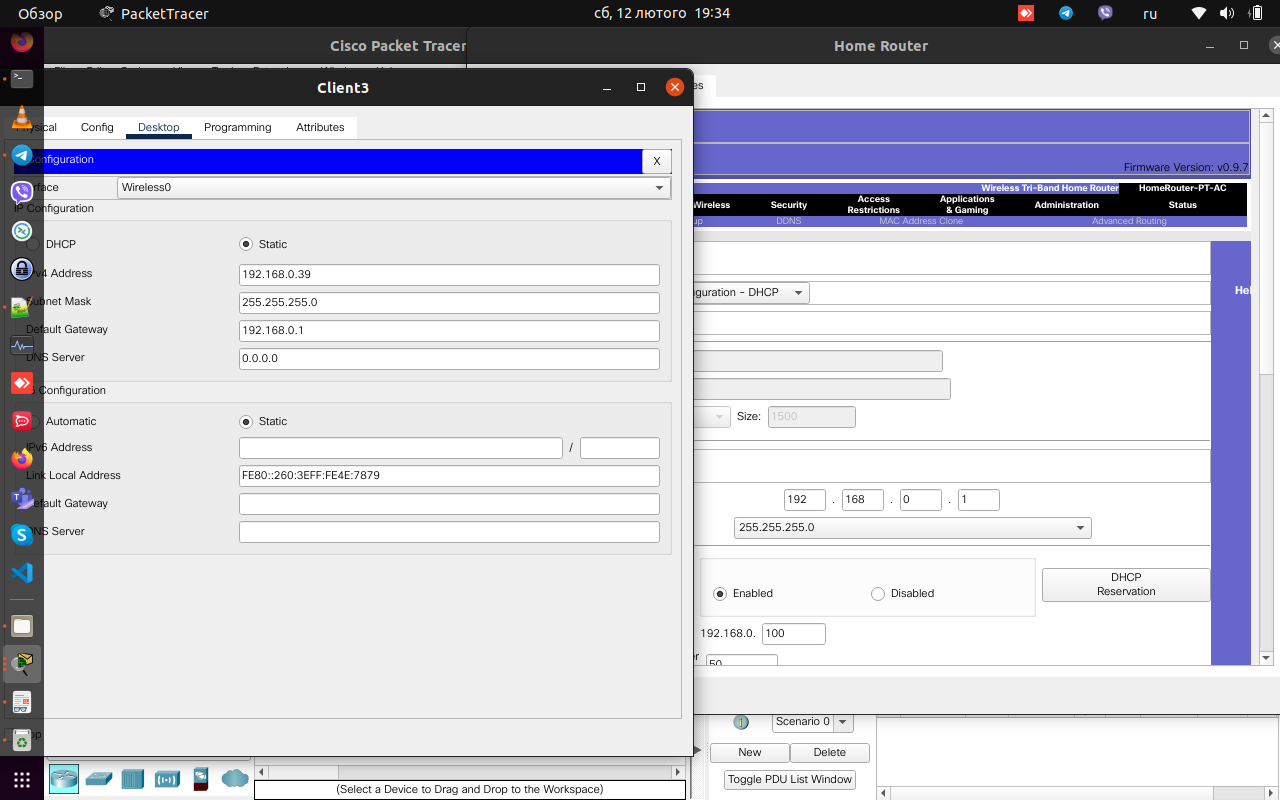 Обзор
PacketTracer
сб, 12 лютого 19:34
ru
Cisco Packet Tracer
Home Router
Client3
Physical
Config
Desktop
Programming
Attributes
Configuration
X
Wireless0
IP Configuration
DHCP
Static
IPv4 Address
192.168.0.39
Subnet Mask
255.255.255.0
Default Gateway
192.168.0.1
DNS Server
0.0.0.0
Configuration
Automatic
Static
IPv6 Address
/
Link Local Address
FE80::260:3EFF:FE4E:7879
Default Gateway
DNS Server
Firmware Version: v0.9.7
Wireless Tri-Band Home Router
HomeRouter-PT-AC
Wireless
Security
Access Restrictions
Applications & Gaming
Administration
Status
DDNS
MAC Address Clone
Advanced Routing
guration - DHCP
Size:
1500
192 . 168 . 0 . 1
255.255.255.0
Enabled
Disabled
DHCP
Reservation
192.168.0.
100
50
Scenario 0
New
Delete
Toggle PDU List Window
(Select a Device to Drag and Drop to the Workspace)